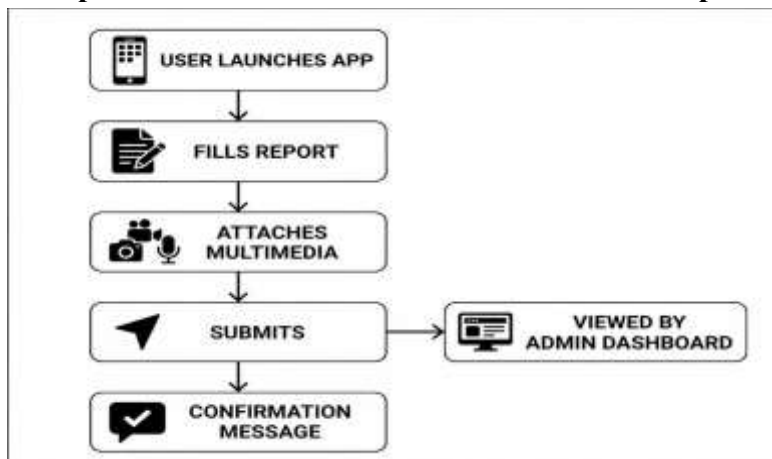 USER LAUNCHES APP
FILLS REPORT
ATTACHES
MULTIMEDIA
SUBMITS
VIEWED BY
ADMIN DASHBOARD
CONFIRMATION
MESSAGE